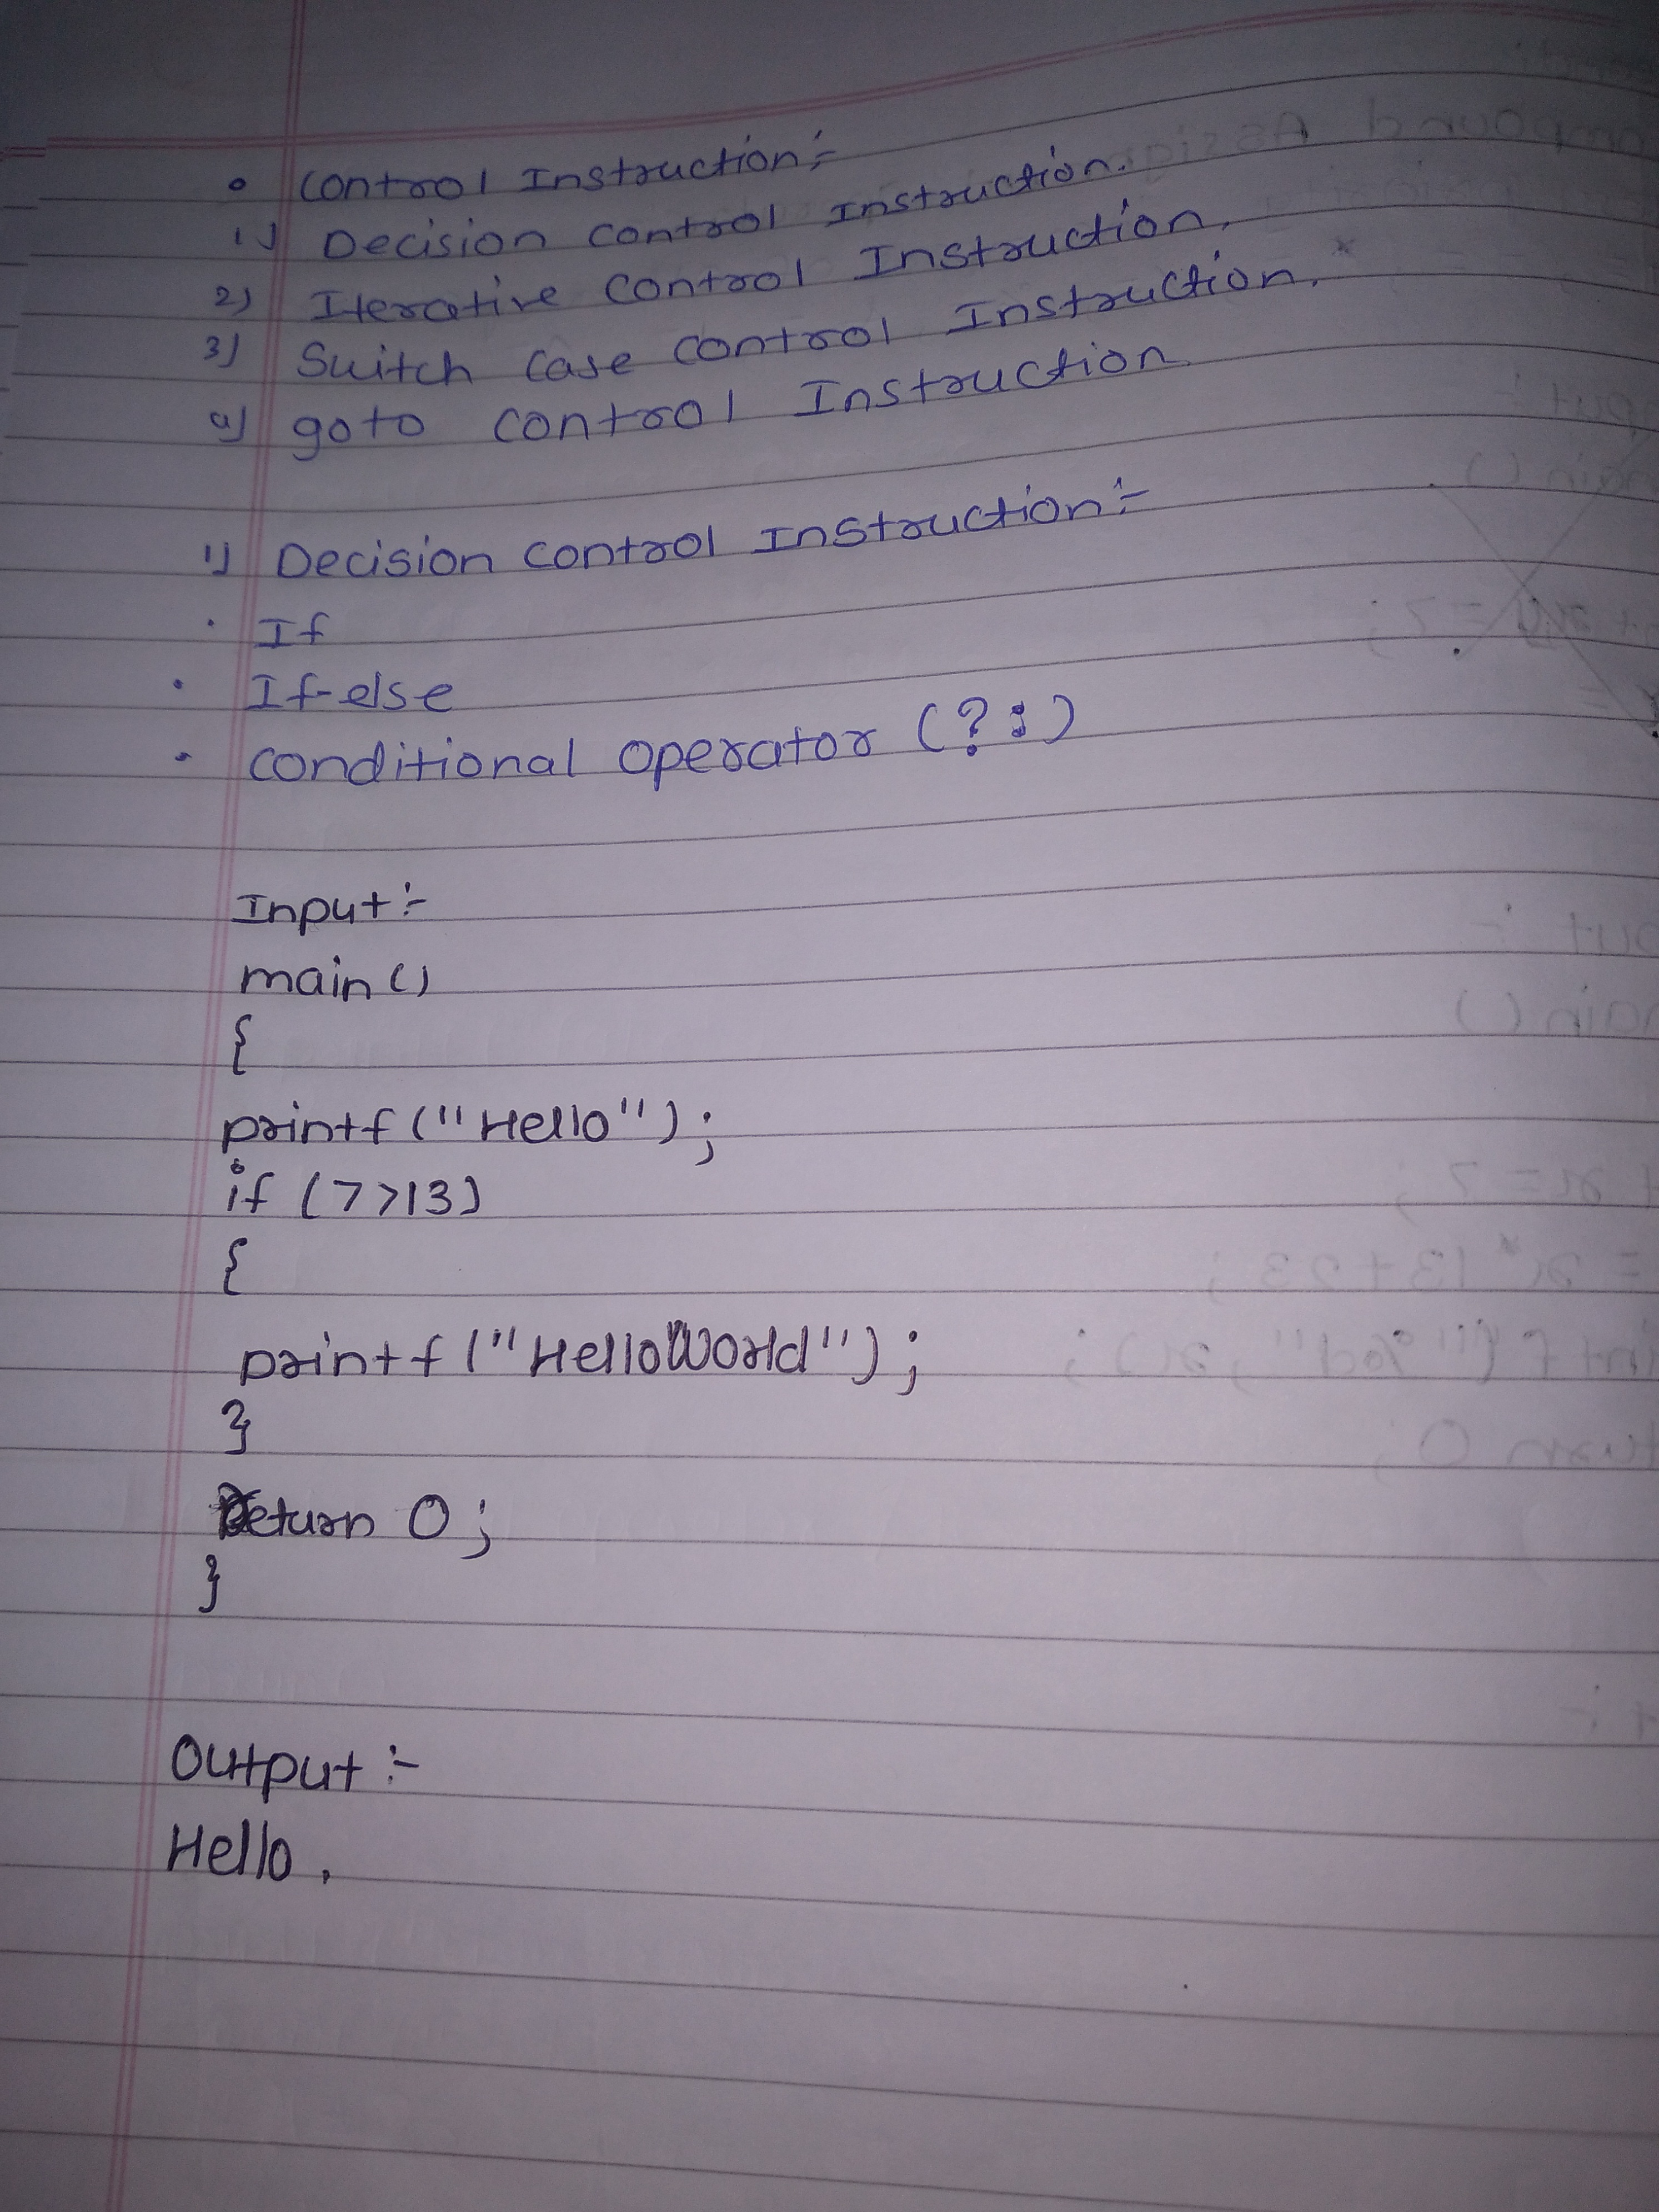 • Control Instruction:-
1) Decision control Instruction.
2) Iterative Control Instruction.
3) Switch Case Control Instruction.
4) goto control Instruction
1) Decision control Instruction:-
• If
• If-else
• conditional operator (?:)
Input:-
main()
{
printf("Hello");
if (7>13)
{
printf("HelloWorld");
}
return 0;
}
Output:-
Hello.